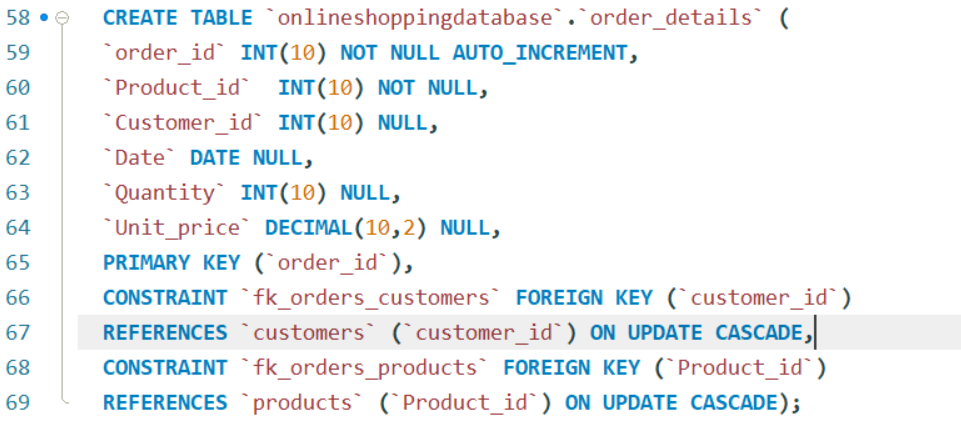 58 CREATE TABLE `onlineshoppingdatabase`.`order_details` (
59 `order_id` INT(10) NOT NULL AUTO_INCREMENT,
60 `Product_id`  INT(10) NOT NULL,
61 `Customer_id` INT(10) NULL,
62 `Date` DATE NULL,
63 `Quantity` INT(10) NULL,
64 `Unit_price` DECIMAL(10,2) NULL,
65 PRIMARY KEY (`order_id`),
66 CONSTRAINT `fk_orders_customers` FOREIGN KEY (`customer_id`)
67 REFERENCES `customers` (`customer_id`) ON UPDATE CASCADE,
68 CONSTRAINT `fk_orders_products` FOREIGN KEY (`Product_id`)
69 REFERENCES `products` (`Product_id`) ON UPDATE CASCADE);